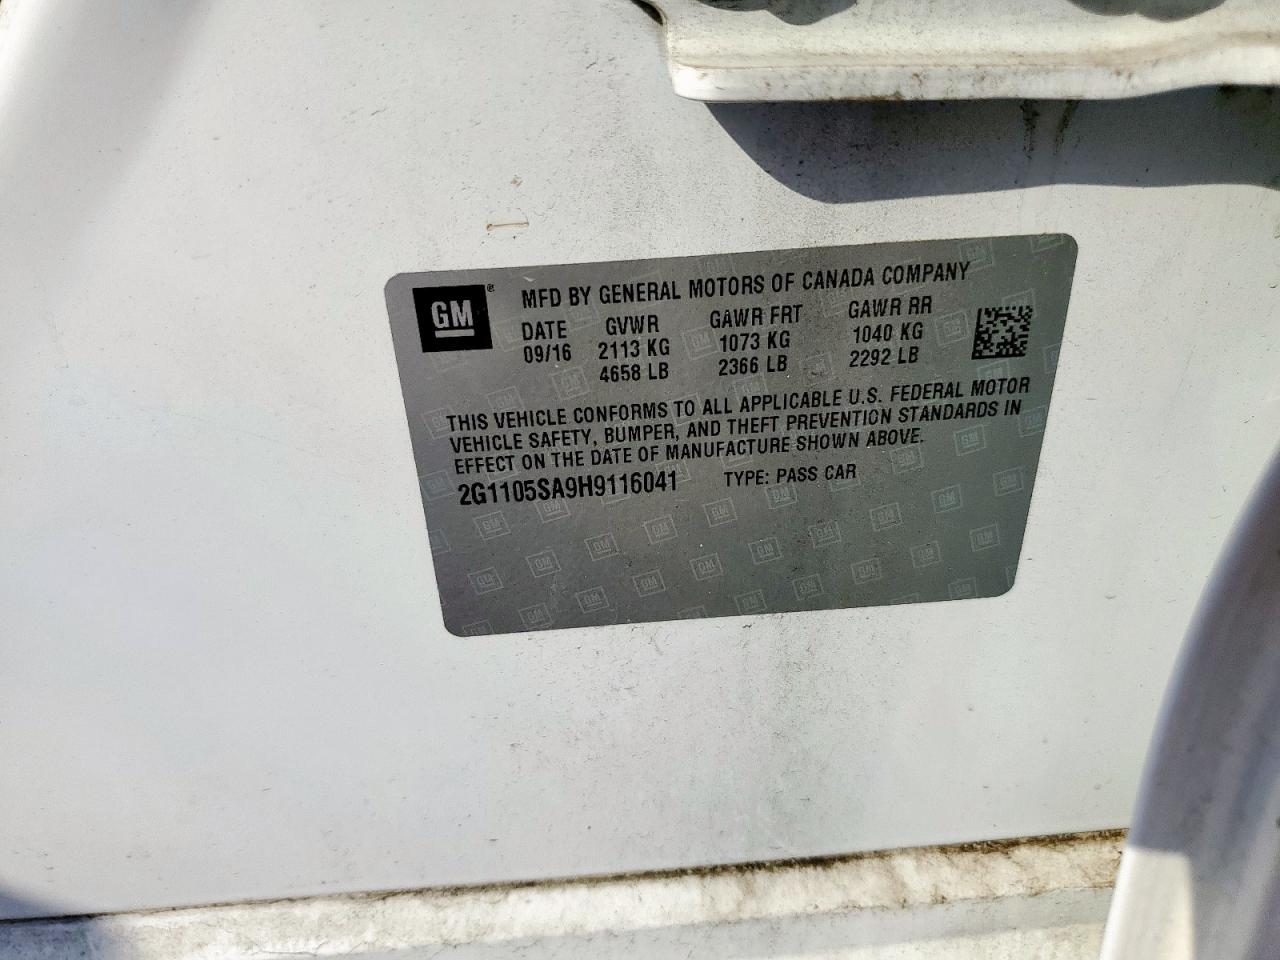 GM ®
MFD BY GENERAL MOTORS OF CANADA COMPANY
DATE GVWR GAWR FRT GAWR RR
09/16 2113 KG 1073 KG 1040 KG
4658 LB 2366 LB 2292 LB
THIS VEHICLE CONFORMS TO ALL APPLICABLE U.S. FEDERAL MOTOR
VEHICLE SAFETY, BUMPER, AND THEFT PREVENTION STANDARDS IN
EFFECT ON THE DATE OF MANUFACTURE SHOWN ABOVE.
2G1105SA9H9116041 TYPE: PASS CAR